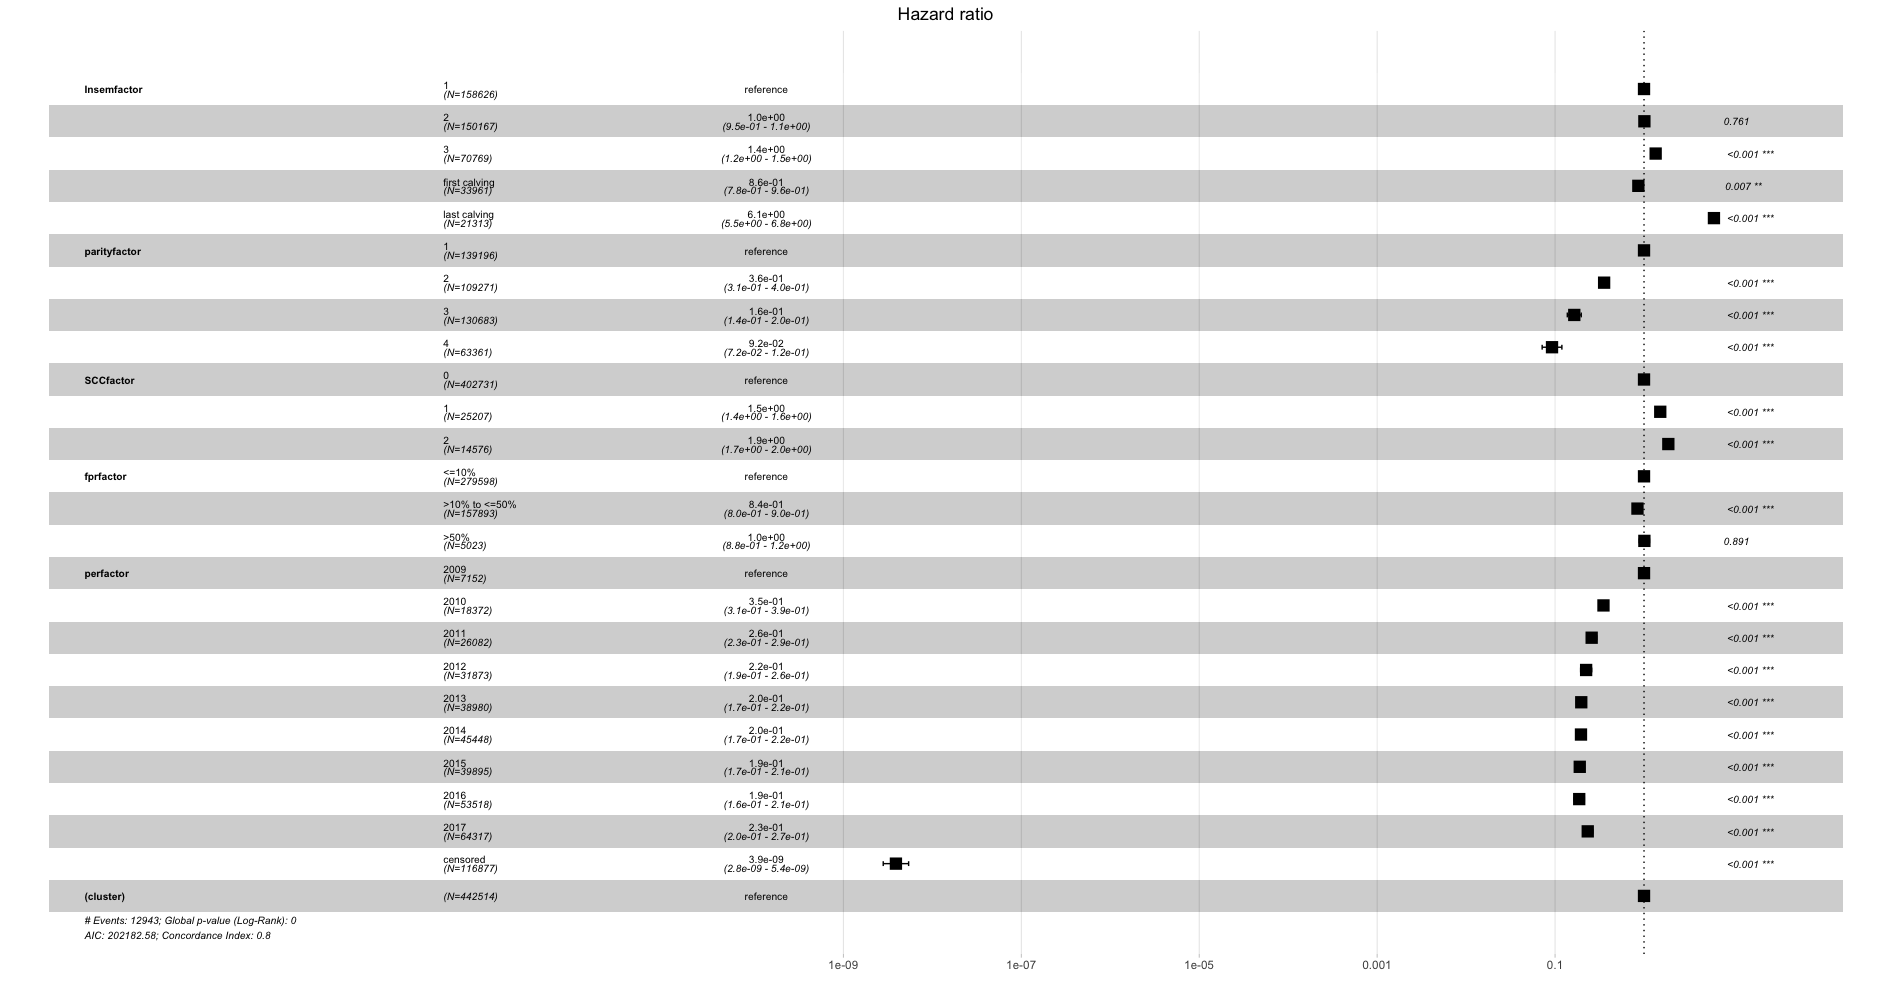 Hazard ratio
Insemfactor 1 reference
(N=158626)
2 1.0e+00 0.761
(N=150167) (9.5e-01 - 1.1e+00)
3 1.4e+00 <0.001 ***
(N=70769) (1.2e+00 - 1.5e+00)
first calving 8.6e-01 0.007 **
(N=33961) (7.8e-01 - 9.6e-01)
last calving 6.1e+00 <0.001 ***
(N=21313) (5.5e+00 - 6.8e+00)
parityfactor 1 reference
(N=139196)
2 3.6e-01 <0.001 ***
(N=109271) (3.1e-01 - 4.0e-01)
3 1.6e-01 <0.001 ***
(N=130683) (1.4e-01 - 2.0e-01)
4 9.2e-02 <0.001 ***
(N=63361) (7.2e-02 - 1.2e-01)
SCCfactor 0 reference
(N=402731)
1 1.5e+00 <0.001 ***
(N=25207) (1.4e+00 - 1.6e+00)
2 1.9e+00 <0.001 ***
(N=14576) (1.7e+00 - 2.0e+00)
fprfactor <=10% reference
(N=279598)
>10% to <=50% 8.4e-01 <0.001 ***
(N=157893) (8.0e-01 - 9.0e-01)
>50% 1.0e+00 0.891
(N=5023) (8.8e-01 - 1.2e+00)
perfactor 2009 reference
(N=7152)
2010 3.5e-01 <0.001 ***
(N=18372) (3.1e-01 - 3.9e-01)
2011 2.6e-01 <0.001 ***
(N=26082) (2.3e-01 - 2.9e-01)
2012 2.2e-01 <0.001 ***
(N=31873) (1.9e-01 - 2.6e-01)
2013 2.0e-01 <0.001 ***
(N=38980) (1.7e-01 - 2.2e-01)
2014 2.0e-01 <0.001 ***
(N=45448) (1.7e-01 - 2.2e-01)
2015 1.9e-01 <0.001 ***
(N=39895) (1.7e-01 - 2.1e-01)
2016 1.9e-01 <0.001 ***
(N=53518) (1.6e-01 - 2.1e-01)
2017 2.3e-01 <0.001 ***
(N=64317) (2.0e-01 - 2.7e-01)
censored 3.9e-09 <0.001 ***
(N=116877) (2.8e-09 - 5.4e-09)
(cluster) (N=442514) reference
# Events: 12943; Global p-value (Log-Rank): 0
AIC: 202182.58; Concordance Index: 0.8
1e-09 1e-07 1e-05 0.001 0.1